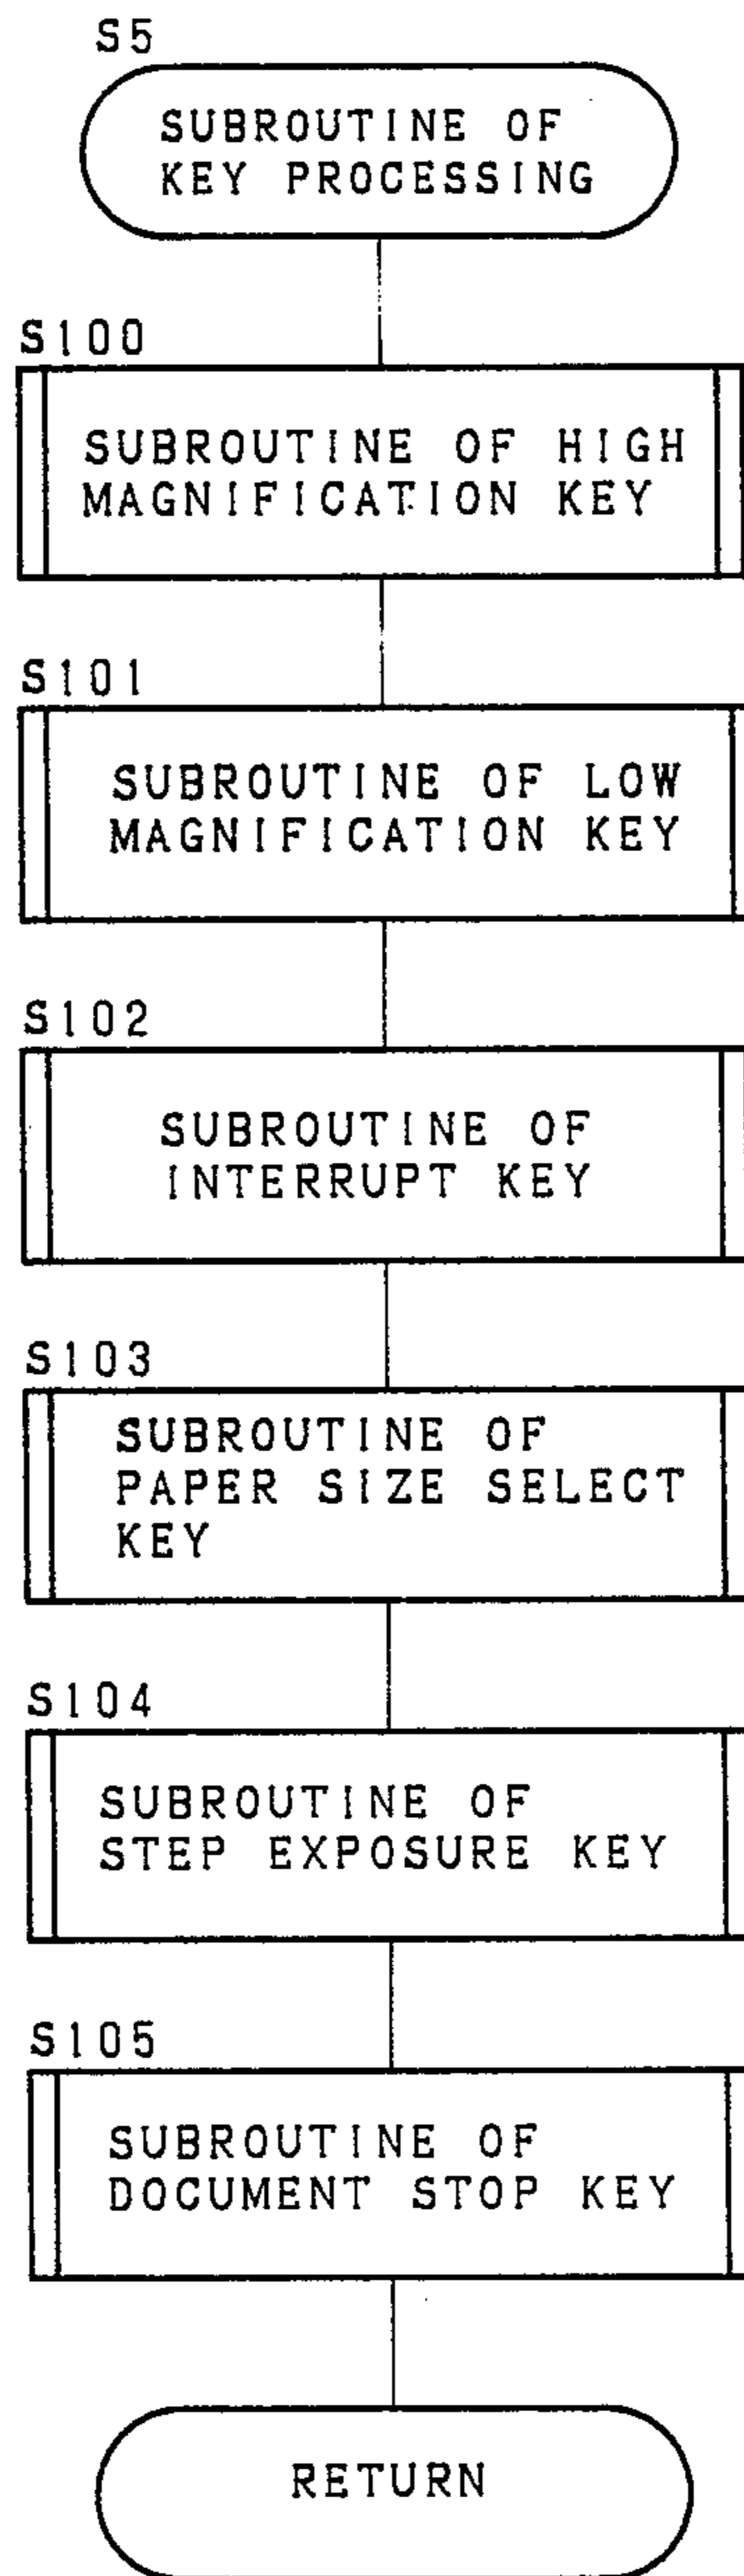 S5
SUBROUTINE OF
KEY PROCESSING
S100
SUBROUTINE OF HIGH
MAGNIFICATION KEY
S101
SUBROUTINE OF LOW
MAGNIFICATION KEY
S102
SUBROUTINE OF
INTERRUPT KEY
S103
SUBROUTINE OF
PAPER SIZE SELECT
KEY
S104
SUBROUTINE OF
STEP EXPOSURE KEY
S105
SUBROUTINE OF
DOCUMENT STOP KEY
RETURN